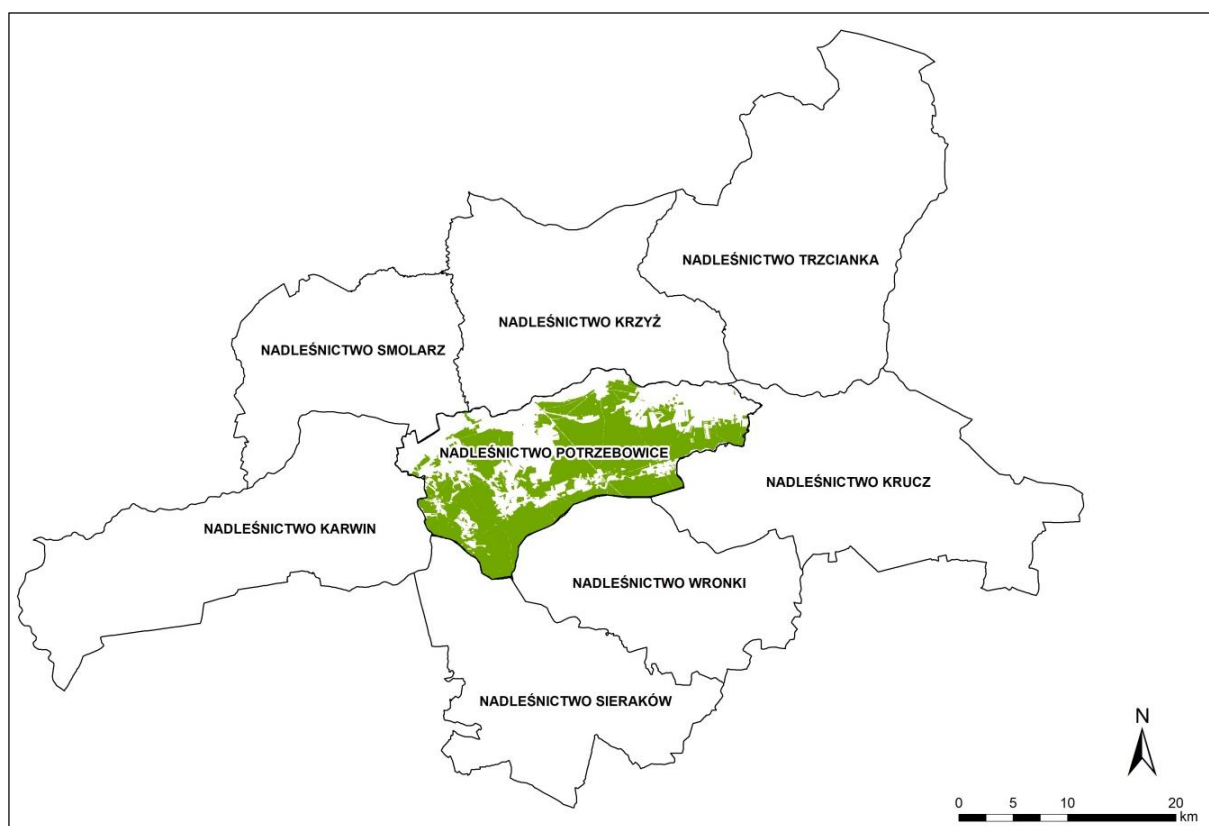 NADLEŚNICTWO TRZCIANKA
NADLEŚNICTWO KRZYŻ
NADLEŚNICTWO SMOLARZ
NADLEŚNICTWO POTRZEBOWICE
NADLEŚNICTWO KRUCZ
NADLEŚNICTWO KARWIN
NADLEŚNICTWO WRONKI
NADLEŚNICTWO SIERAKÓW
N
0 5 10 20
km